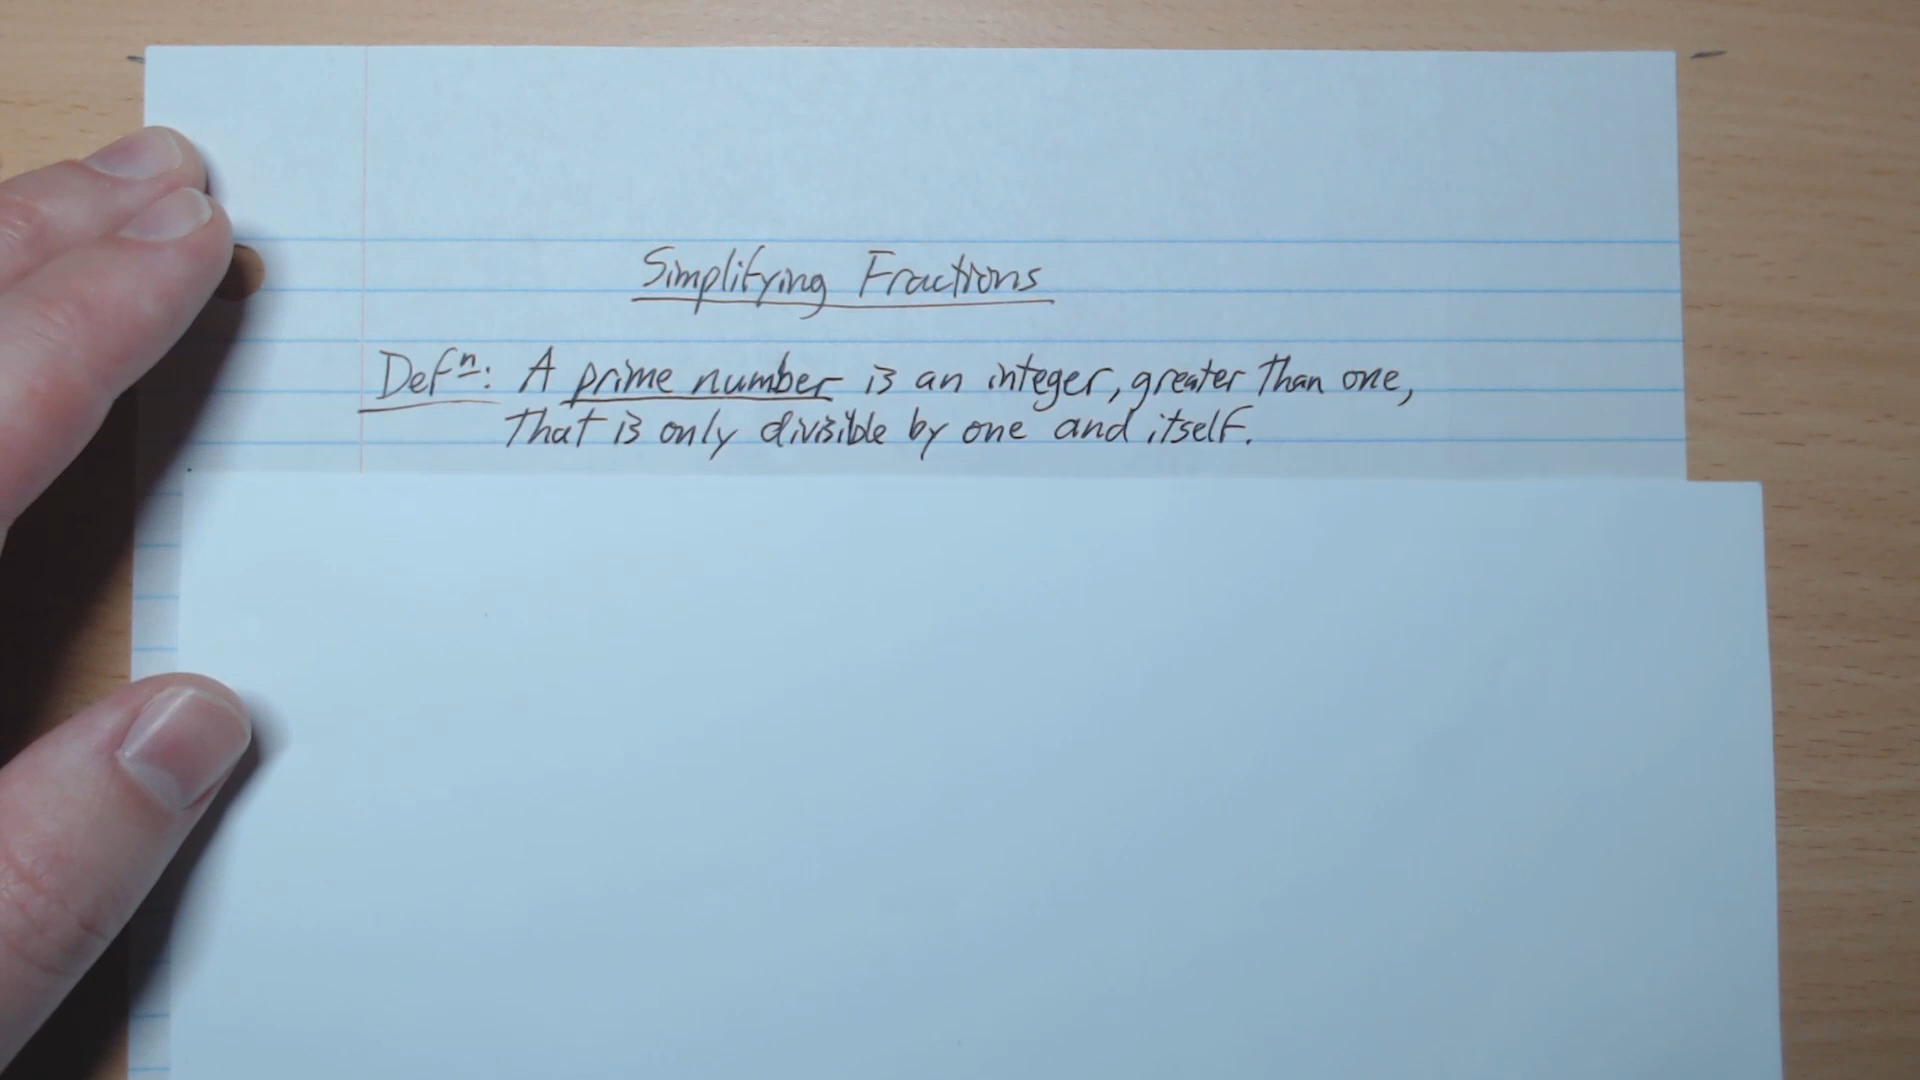 Simplifying Fractions
Defⁿ: A prime number is an integer, greater than one,
that is only divisible by one and itself.